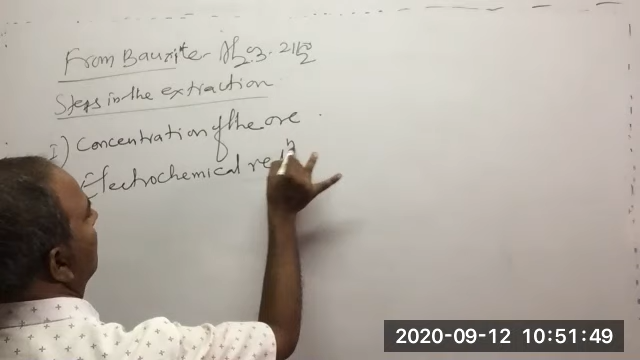 From Bauxite - Al2O3.2H2O
Steps in the extraction
I) Concentration of the ore
Electrochemical re
2020-09-12 10:51:49